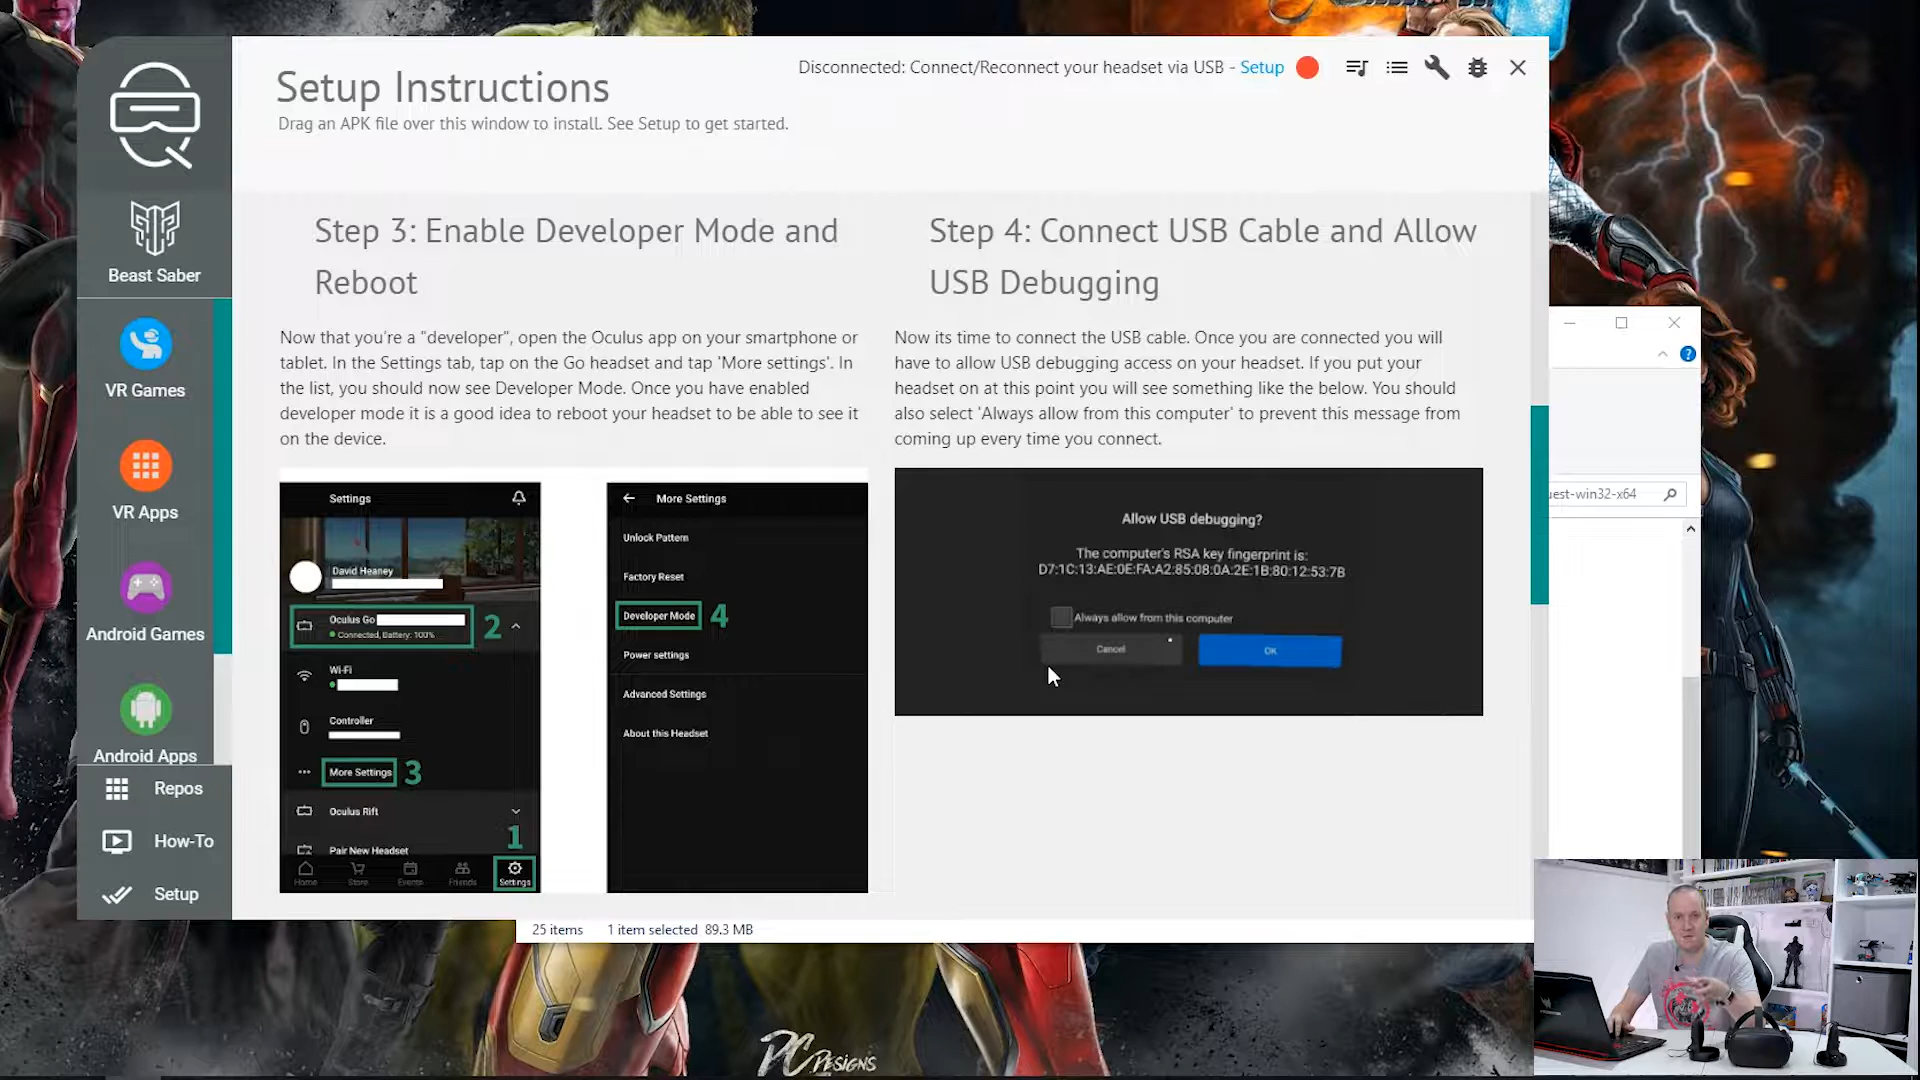 Setup Instructions
Drag an APK file over this window to install. See Setup to get started.
Disconnected: Connect/Reconnect your headset via USB - Setup
Beast Saber
VR Games
VR Apps
Android Games
Android Apps
Repos
How-To
Setup
Step 3: Enable Developer Mode and
Reboot
Now that you're a "developer", open the Oculus app on your smartphone or
tablet. In the Settings tab, tap on the Go headset and tap 'More settings'. In
the list, you should now see Developer Mode. Once you have enabled
developer mode it is a good idea to reboot your headset to be able to see it
on the device.
Settings
David Heaney
Oculus Go
Connected, Battery: 100%
2
Wi-Fi
Controller
More Settings
3
Oculus Rift
1
Pair New Headset
Home
Store
Events
Friends
Settings
More Settings
Unlock Pattern
Factory Reset
Developer Mode
4
Power settings
Advanced Settings
About this Headset
Step 4: Connect USB Cable and Allow
USB Debugging
Now its time to connect the USB cable. Once you are connected you will
have to allow USB debugging access on your headset. If you put your
headset on at this point you will see something like the below. You should
also select 'Always allow from this computer' to prevent this message from
coming up every time you connect.
Allow USB debugging?
The computer's RSA key fingerprint is:
D7:1C:13:AE:0E:FA:A2:85:08:0A:2E:1B:80:12:53:7B
Always allow from this computer
Cancel
OK
uest-win32-x64
25 items
1 item selected 89.3 MB
PC Designs